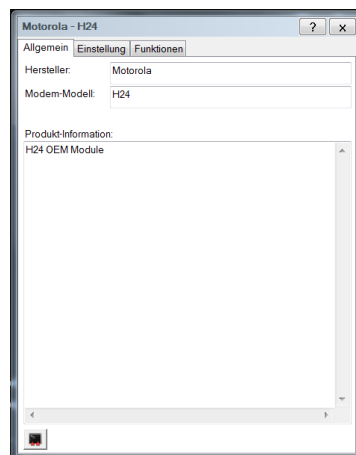 Motorola - H24
? x
Allgemein Einstellung Funktionen
Hersteller: Motorola
Modem-Modell: H24
Produkt-Information:
H24 OEM Module